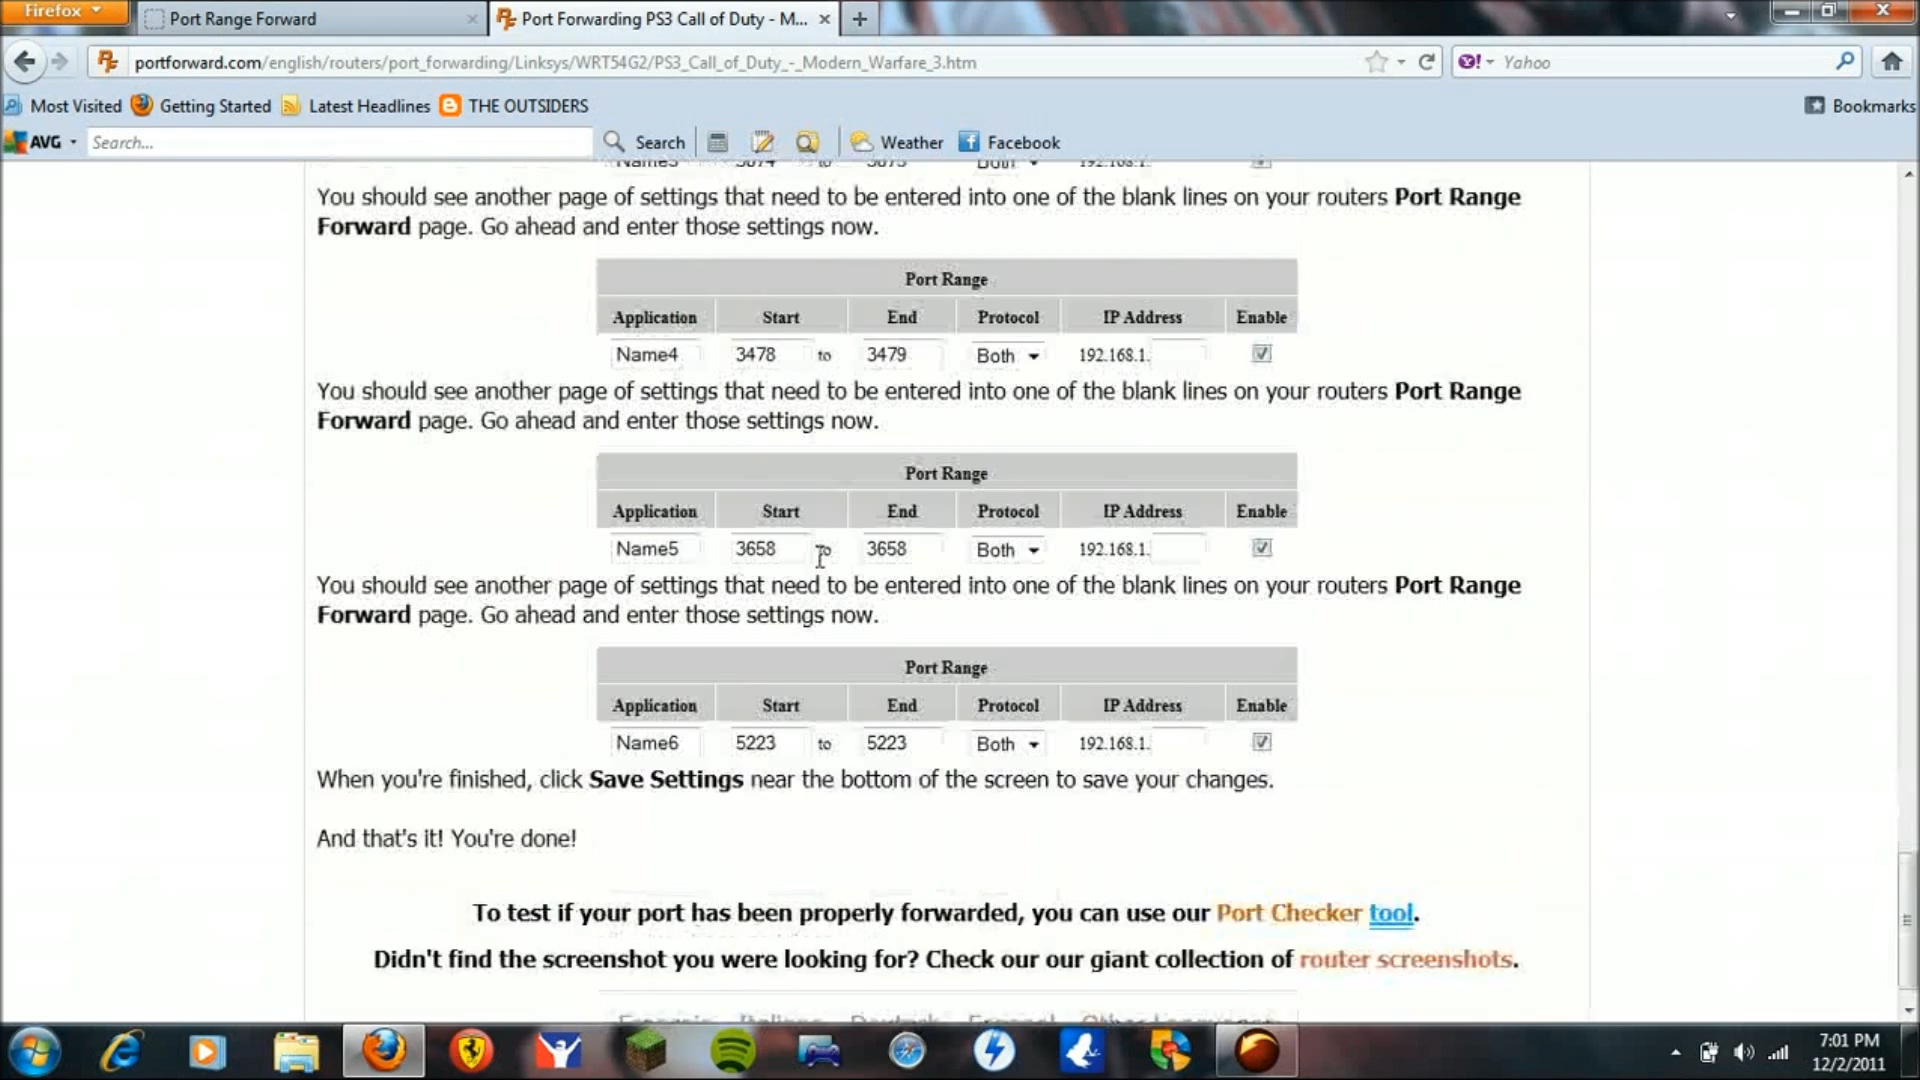 Firefox
Port Range Forward
Port Forwarding PS3 Call of Duty - M...
portforward.com/english/routers/port_forwarding/Linksys/WRT54G2/PS3_Call_of_Duty_-_Modern_Warfare_3.htm
Yahoo
Most Visited Getting Started Latest Headlines THE OUTSIDERS Bookmarks
AVG Search... Search Weather Facebook
You should see another page of settings that need to be entered into one of the blank lines on your routers Port Range
Forward page. Go ahead and enter those settings now.
Port Range
Application Start End Protocol IP Address Enable
Name4 3478 to 3479 Both 192.168.1.
You should see another page of settings that need to be entered into one of the blank lines on your routers Port Range
Forward page. Go ahead and enter those settings now.
Port Range
Application Start End Protocol IP Address Enable
Name5 3658 to 3658 Both 192.168.1.
You should see another page of settings that need to be entered into one of the blank lines on your routers Port Range
Forward page. Go ahead and enter those settings now.
Port Range
Application Start End Protocol IP Address Enable
Name6 5223 to 5223 Both 192.168.1.
When you're finished, click Save Settings near the bottom of the screen to save your changes.
And that's it! You're done!
To test if your port has been properly forwarded, you can use our Port Checker tool.
Didn't find the screenshot you were looking for? Check our our giant collection of router screenshots.
7:01 PM
12/2/2011